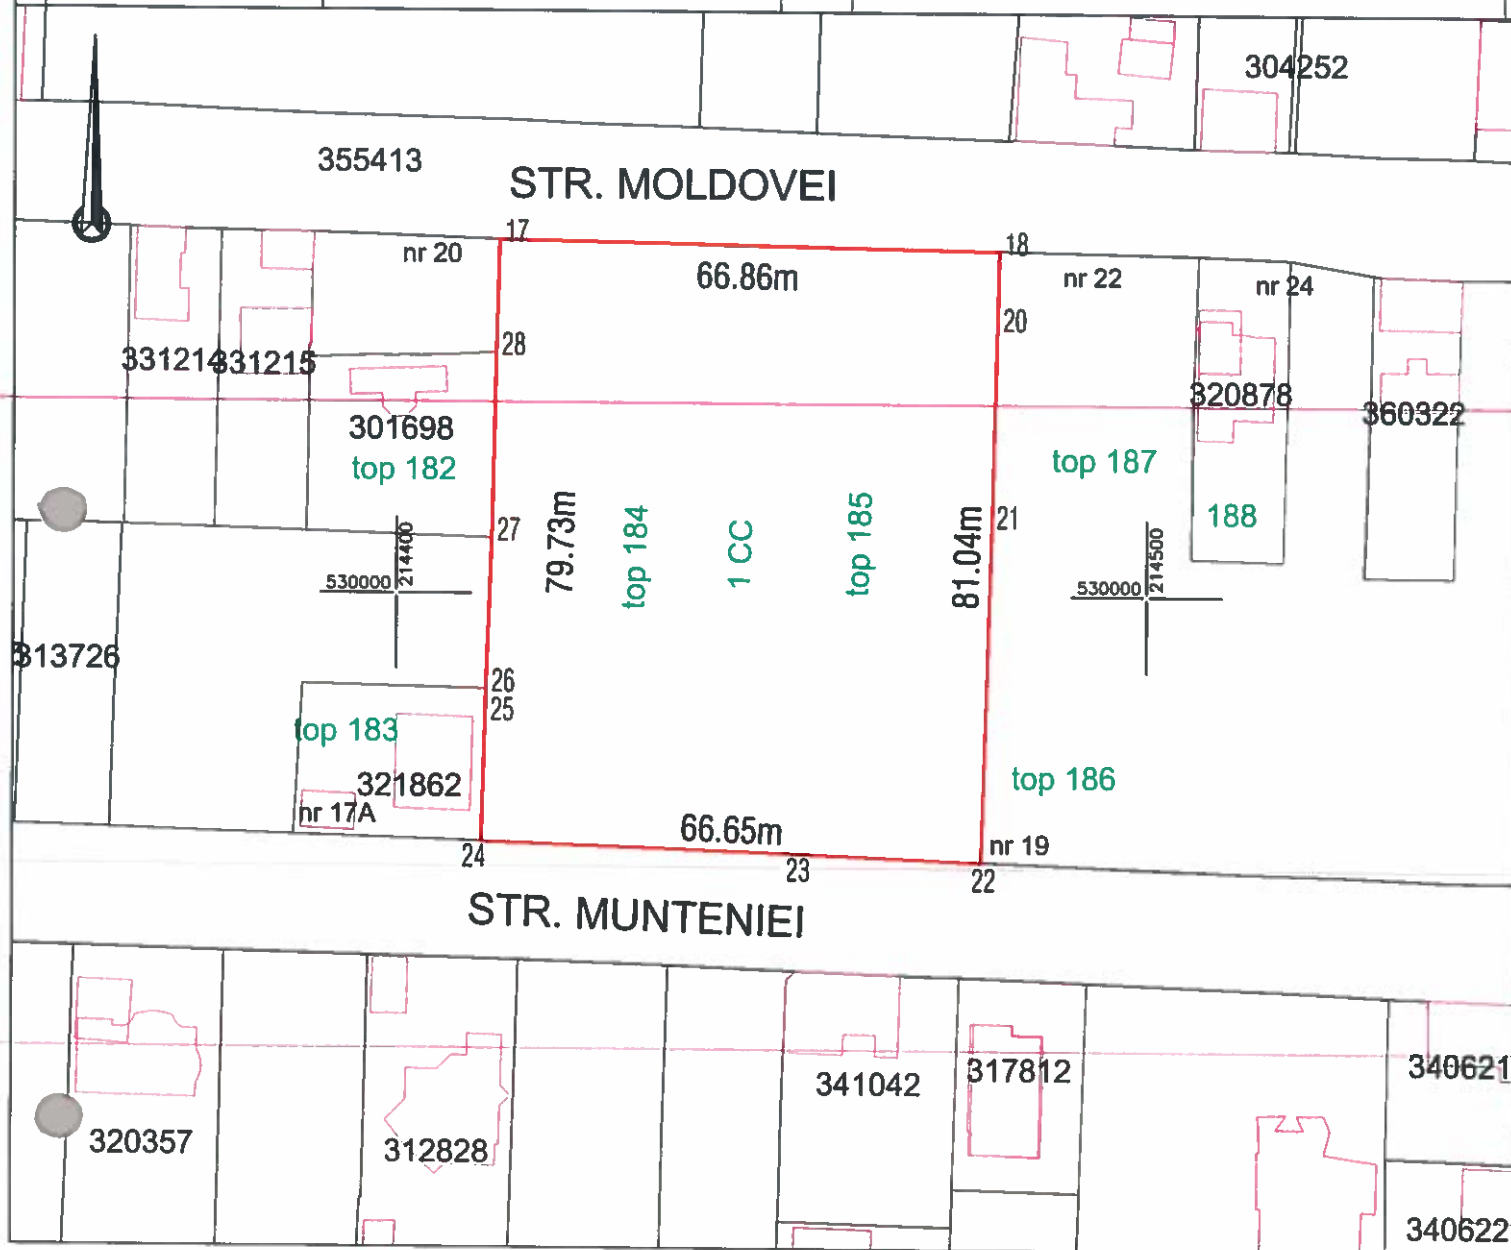 304252
355413
STR. MOLDOVEI
17
18
nr 20
66.86m
nr 22
nr 24
20
28
331214
331215
320878
360322
301698
top 182
top 187
79.73m
top 184
1 CC
top 185
81.04m
21
188
27
214400
530000
214500
530000
313726
26
25
top 183
321862
nr 17A
top 186
66.65m
nr 19
24
23
22
STR. MUNTENIEI
341042
317812
340621
320357
312828
340622